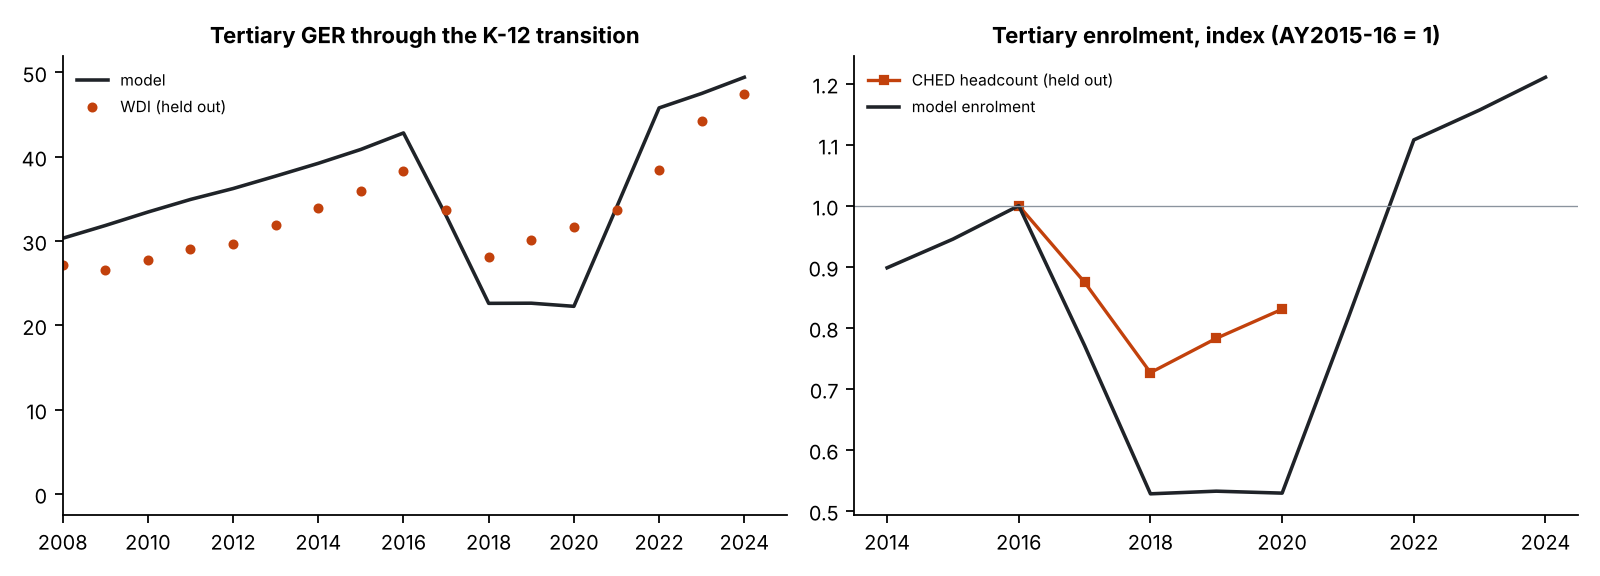 Tertiary GER through the K-12 transition
model
WDI (held out)
50
40
30
20
10
0
2008 2010 2012 2014 2016 2018 2020 2022 2024
Tertiary enrolment, index (AY2015-16 = 1)
CHED headcount (held out)
model enrolment
1.2
1.1
1.0
0.9
0.8
0.7
0.6
0.5
2014 2016 2018 2020 2022 2024